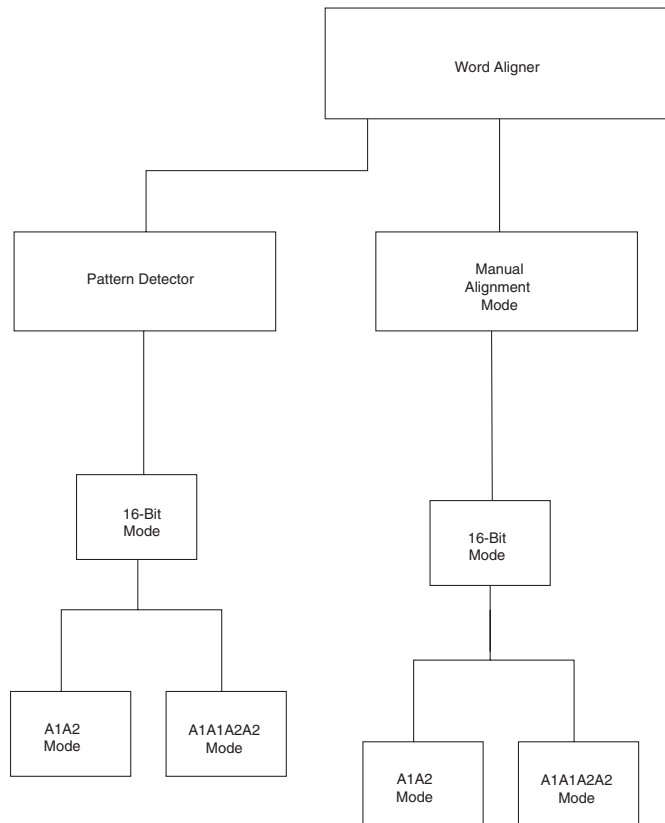 Word Aligner
Pattern Detector
Manual
Alignment
Mode
16-Bit
Mode
16-Bit
Mode
A1A2
Mode
A1A1A2A2
Mode
A1A2
Mode
A1A1A2A2
Mode